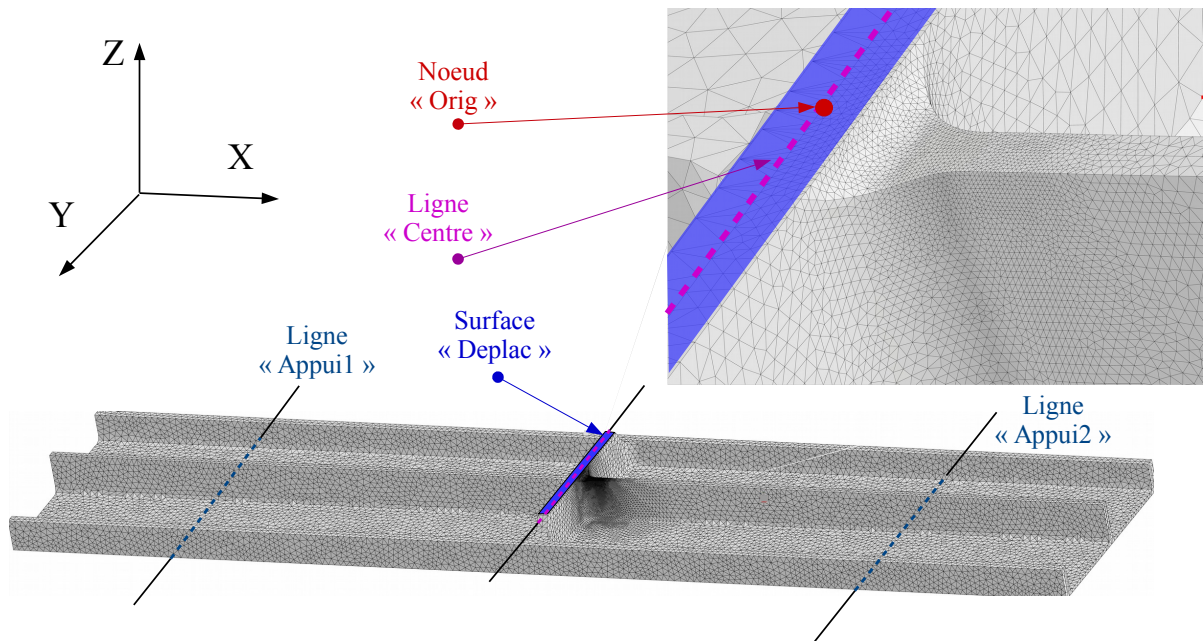 Z
X
Y
Noeud
« Orig »
Ligne
« Centre »
Surface
« Deplac »
Ligne
« Appui1 »
Ligne
« Appui2 »